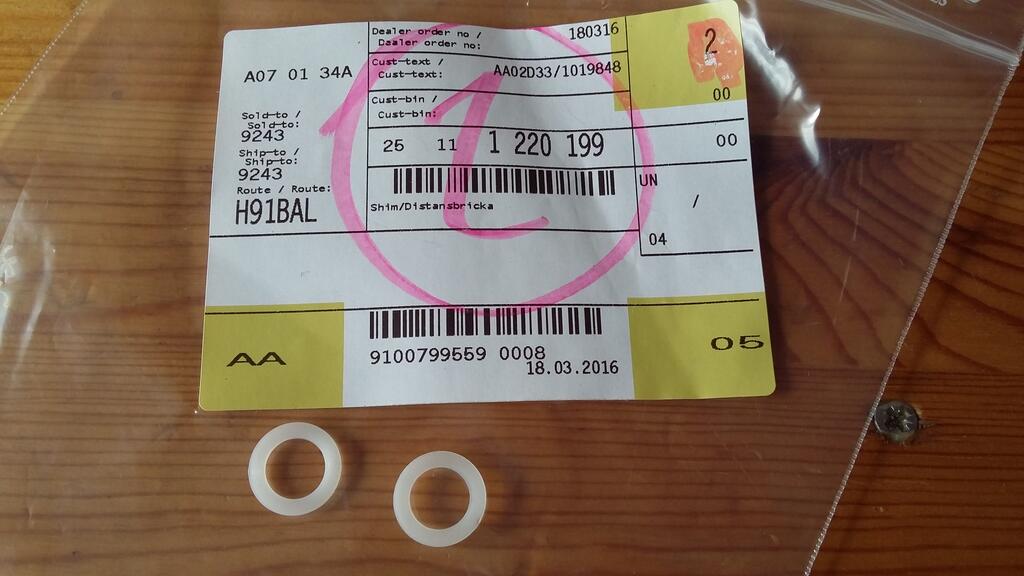 Dealer order no /
Dealer order no:
180316
2
00
A07 01 34A
Cust-text /
Cust-text:
AA02D33/1019848
Cust-bin /
Cust-bin:
Sold-to /
Sold-to:
9243
25 11 1 220 199
00
Ship-to /
Ship-to:
9243
Route / Route:
H91BAL
Shim/Distansbricka
UN
/
04
2
AA
9100799559 0008
18.03.2016
05